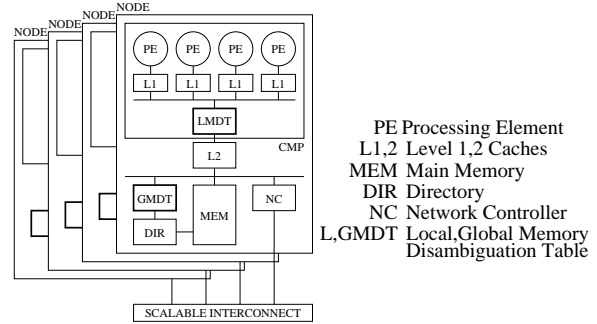 NODE
NODE
NODE
NODE
PE PE PE PE
L1 L1 L1 L1
LMDT
CMP
L2
GMDT
MEM
NC
DIR
SCALABLE INTERCONNECT
PE Processing Element
L1,2 Level 1,2 Caches
MEM Main Memory
DIR Directory
NC Network Controller
L,GMDT Local,Global Memory
Disambiguation Table